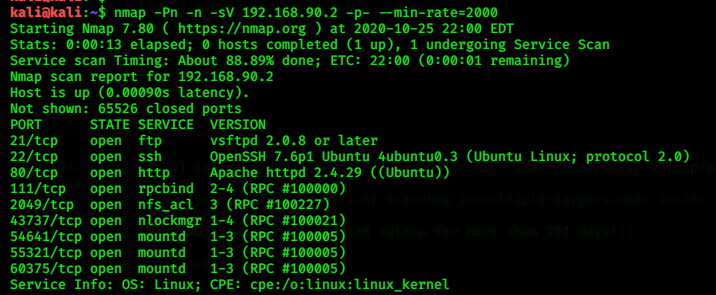 kali@kali:~$ nmap -Pn -n -sV 192.168.90.2 -p- --min-rate=2000
Starting Nmap 7.80 ( https://nmap.org ) at 2020-10-25 22:00 EDT
Stats: 0:00:13 elapsed; 0 hosts completed (1 up), 1 undergoing Service Scan
Service scan Timing: About 88.89% done; ETC: 22:00 (0:00:01 remaining)
Nmap scan report for 192.168.90.2
Host is up (0.00090s latency).
Not shown: 65526 closed ports
PORT      STATE SERVICE  VERSION
21/tcp    open  ftp      vsftpd 2.0.8 or later
22/tcp    open  ssh      OpenSSH 7.6p1 Ubuntu 4ubuntu0.3 (Ubuntu Linux; protocol 2.0)
80/tcp    open  http     Apache httpd 2.4.29 ((Ubuntu))
111/tcp   open  rpcbind  2-4 (RPC #100000)
2049/tcp  open  nfs_acl  3 (RPC #100227)
43737/tcp open  nlockmgr 1-4 (RPC #100021)
54641/tcp open  mountd   1-3 (RPC #100005)
55321/tcp open  mountd   1-3 (RPC #100005)
60375/tcp open  mountd   1-3 (RPC #100005)
Service Info: OS: Linux; CPE: cpe:/o:linux:linux_kernel